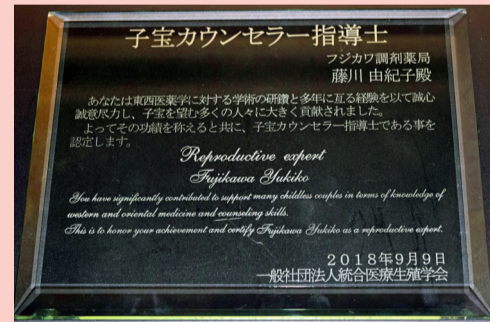 子宝カウンセラー指導士
フジカワ調剤薬局
藤川 由紀子殿
あなたは東西医薬学に対する学術の研鑽と多年に亙る経験を以て誠心
誠意尽力し、子宝を望む多くの人々に大きく貢献されました。
よってその功績を称えると共に、子宝カウンセラー指導士である事を
認定します。
Reproductive expert
Fujikawa Yukiko
You have significantly contributed to support many childless couples in terms of knowledge of
western and oriental medicine and counseling skills.
This is to honor your achievement and certify Fujikawa Yukiko as a reproductive expert.
2018年9月9日
一般社団法人統合医療生殖学会